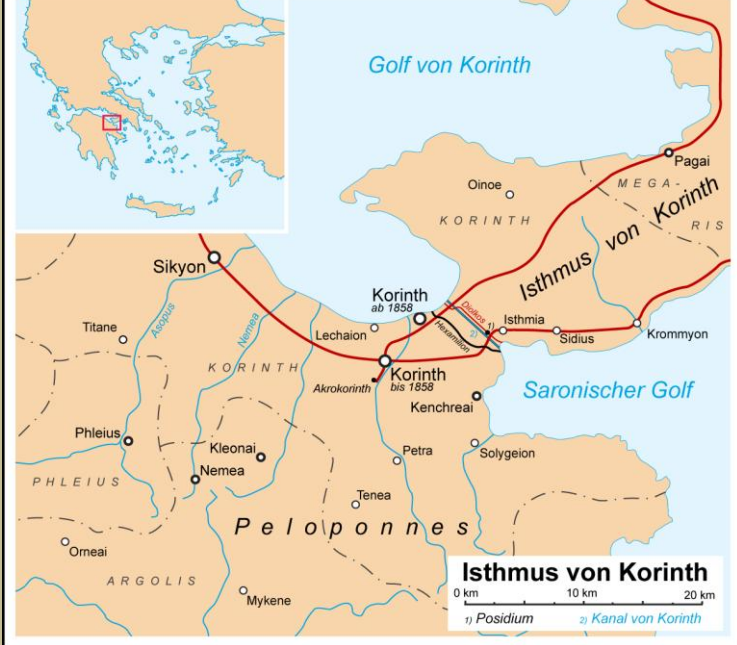 Golf von Korinth
Pagai
Oinoe
MEGA-
RIS
KORINTH
Isthmus von Korinth
Sikyon
Korinth
ab 1858
Diolkos
1)
2)
Isthmia
Asopus
Nemea
Titane
Lechaion
Hexamilion
Sidius
Krommyon
KORINTH
Korinth
bis 1858
Akrokorinth
Saronischer Golf
Kenchreai
Phleius
Kleonai
Petra
Solygeion
Nemea
PHLEIUS
Tenea
Peloponnes
Orneai
ARGOLIS
Mykene
Isthmus von Korinth
0 km 10 km 20 km
1) Posidium 2) Kanal von Korinth